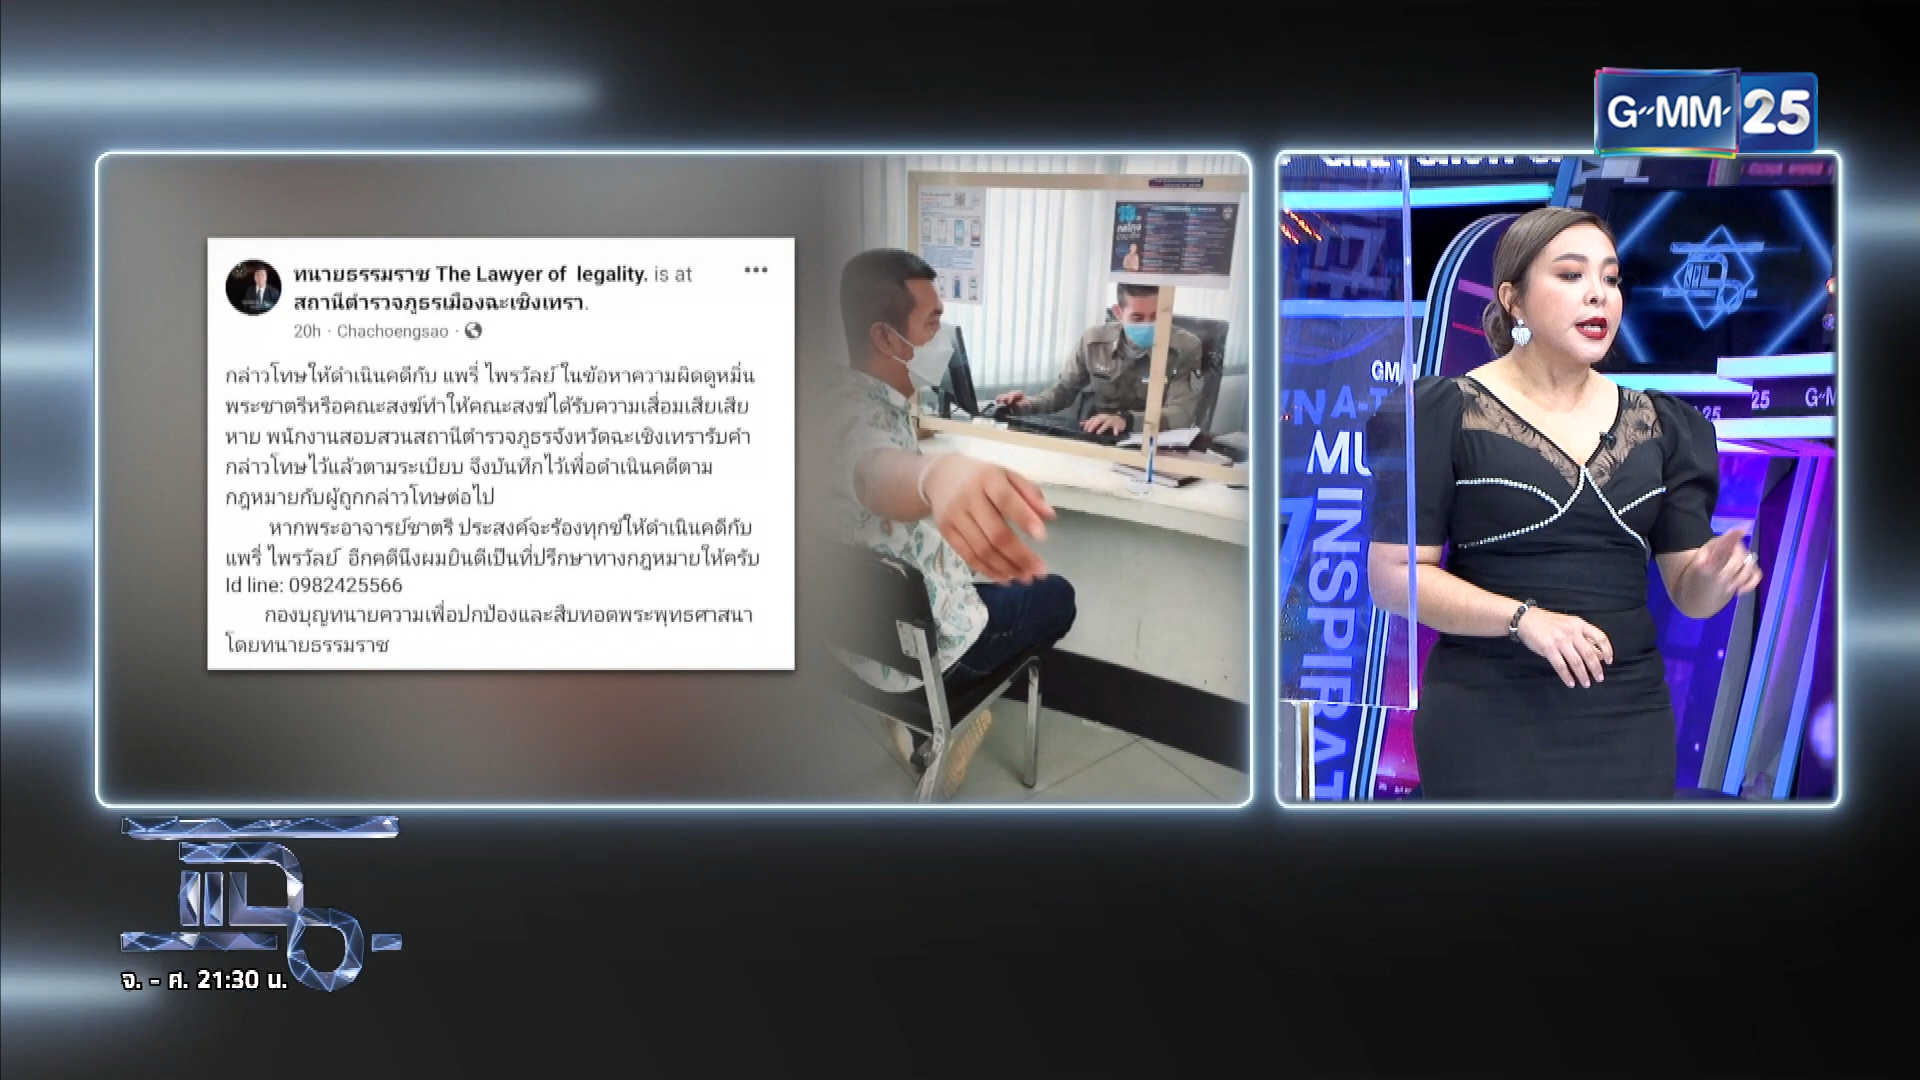 G"MM'25
ทนายธรรมราช The Lawyer of legality. is at
สถานีตำรวจภูธรเมืองฉะเชิงเทรา.
20h · Chachoengsao ·
กล่าวโทษให้ดำเนินคดีกับ แพรี่ ไพรวัลย์ ในข้อหาความผิดดูหมิ่น
พระชาตรีหรือคณะสงฆ์ทำให้คณะสงฆ์ได้รับความเสื่อมเสียเสีย
หาย พนักงานสอบสวนสถานีตำรวจภูธรจังหวัดฉะเชิงเทรารับคำ
กล่าวโทษไว้แล้วตามระเบียบ จึงบันทึกไว้เพื่อดำเนินคดีตาม
กฎหมายกับผู้ถูกกล่าวโทษต่อไป
หากพระอาจารย์ชาตรี ประสงค์จะร้องทุกข์ให้ดำเนินคดีกับ
แพรี่ ไพรวัลย์ อีกคดีนึงผมยินดีเป็นที่ปรึกษาทางกฎหมายให้ครับ
Id line: 0982425566
กองบุญทนายความเพื่อปกป้องและสืบทอดพระพุทธศาสนา
โดยทนายธรรมราช
GM
MU
INSPIRAT
25
G"M
แฉ
จ. - ศ. 21:30 น.